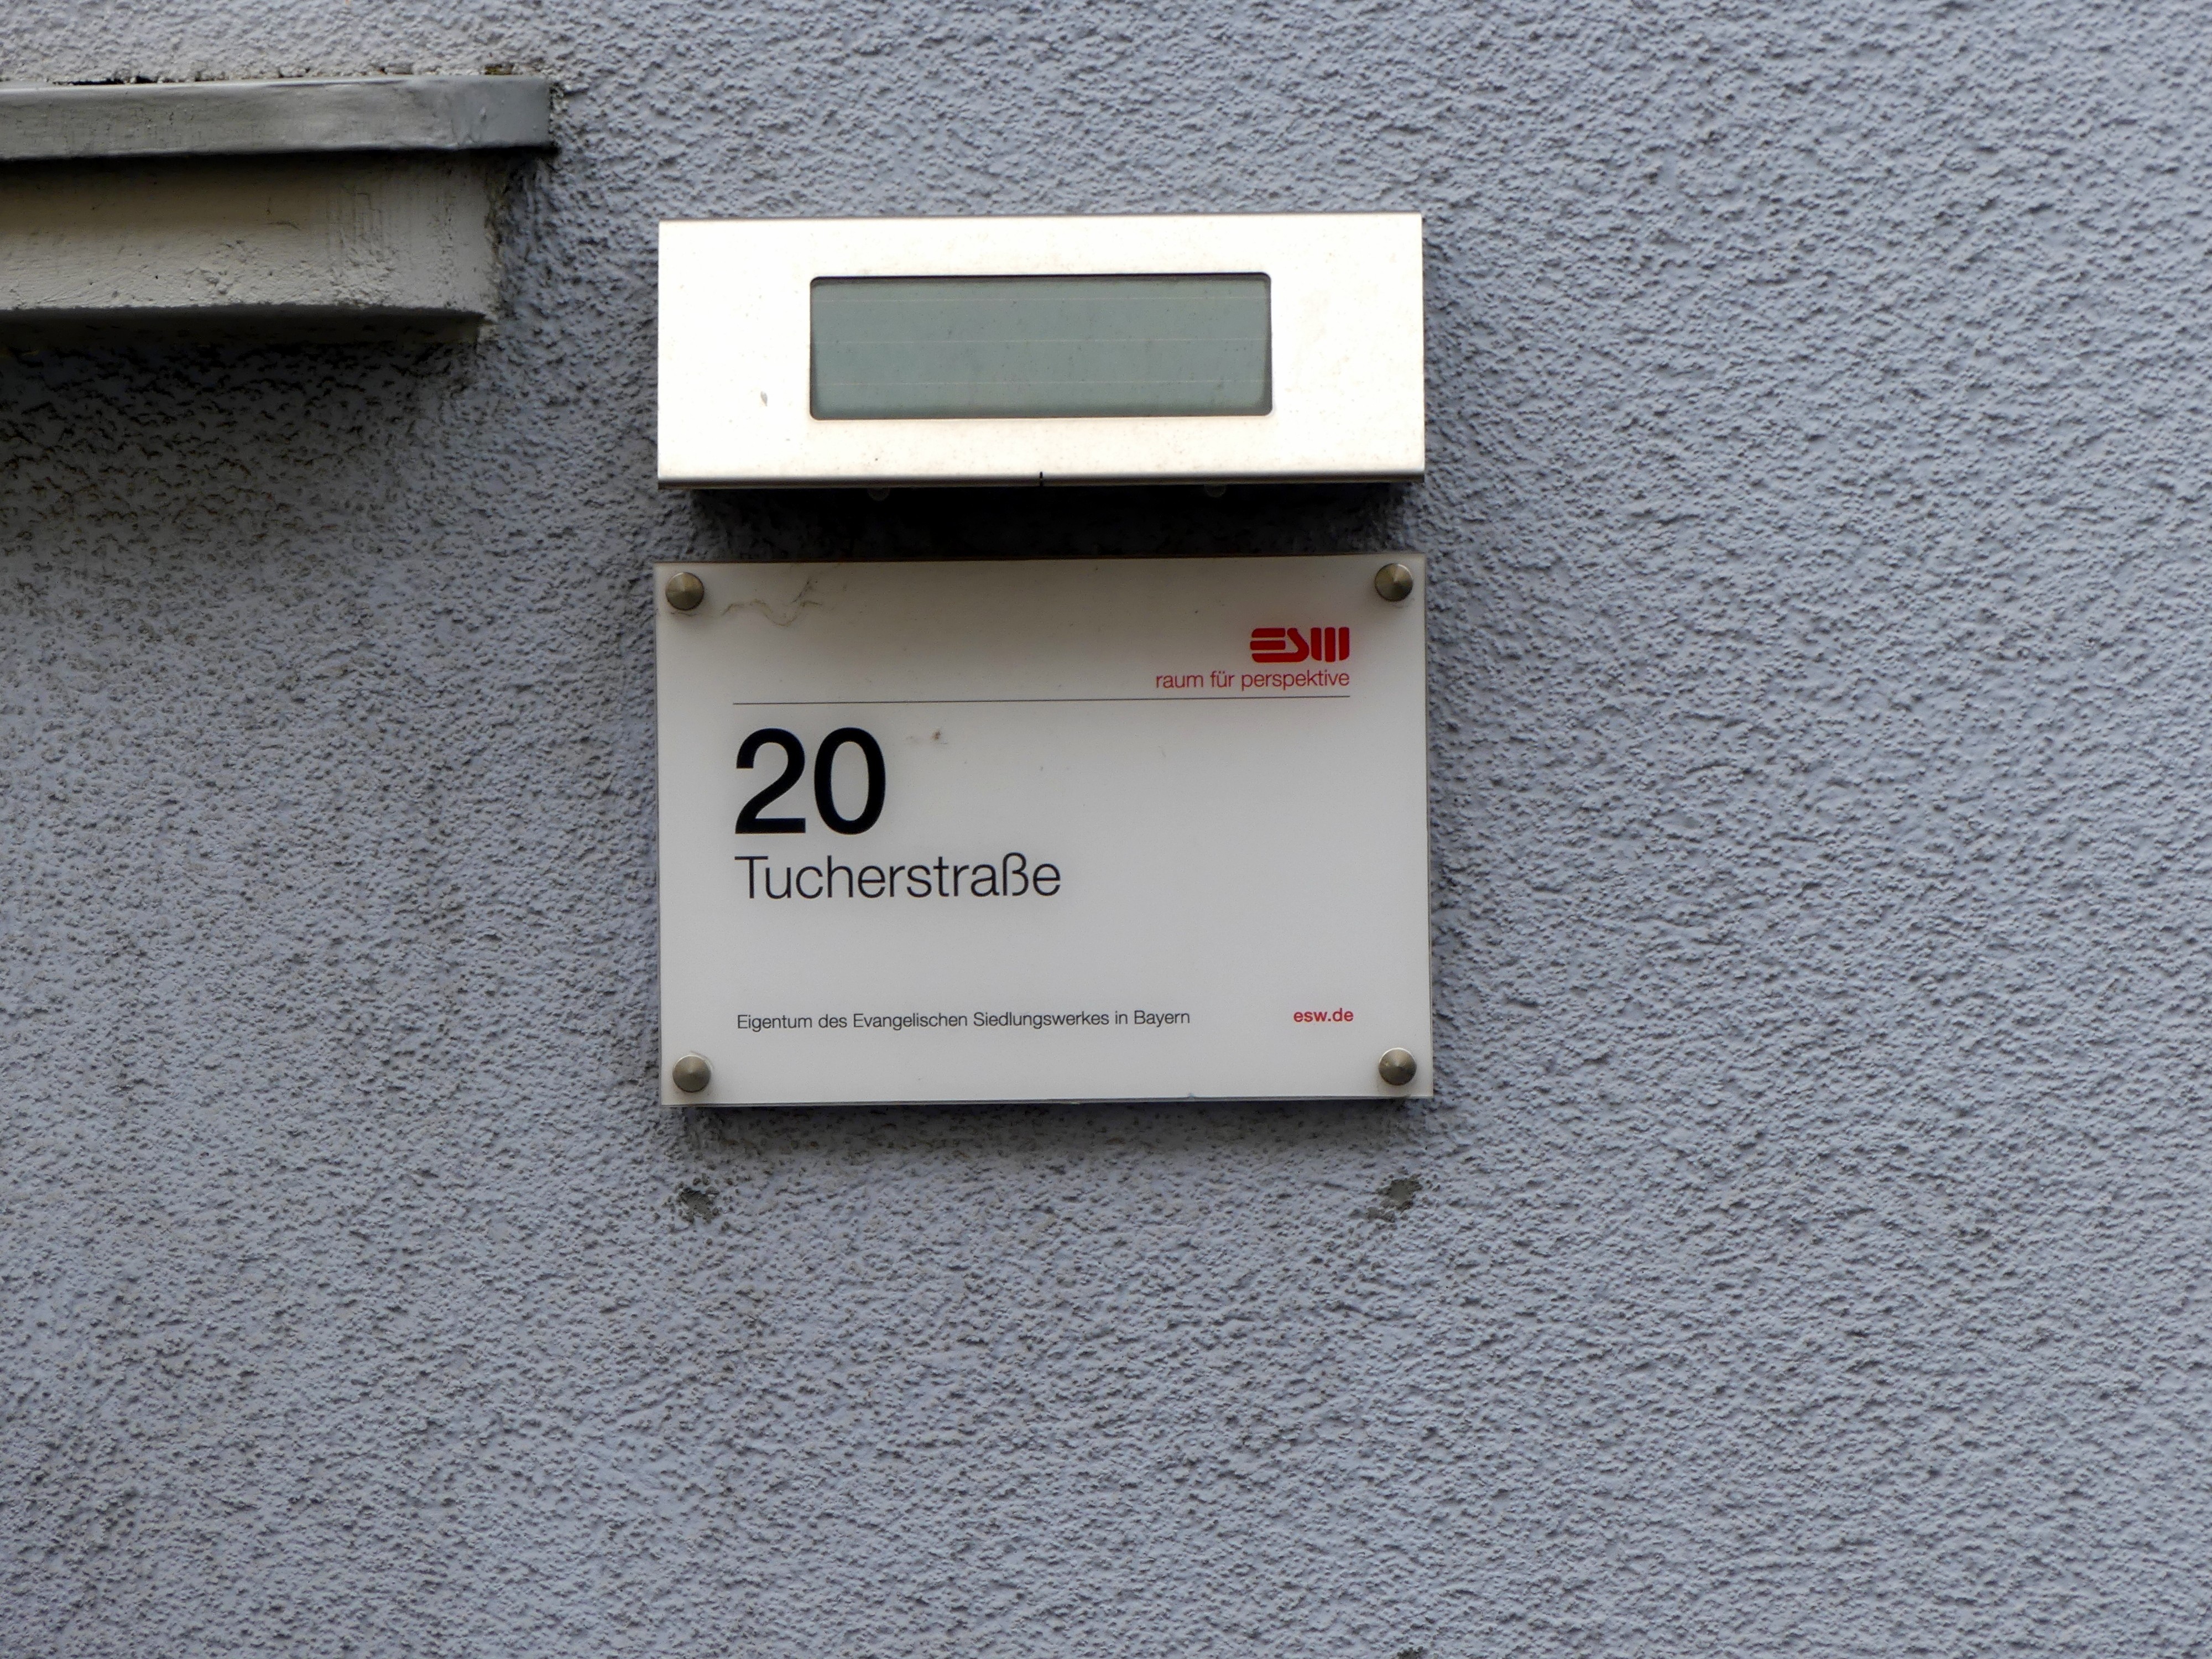 ESW
raum für perspektive
20
Tucherstraße
Eigentum des Evangelischen Siedlungswerkes in Bayern esw.de